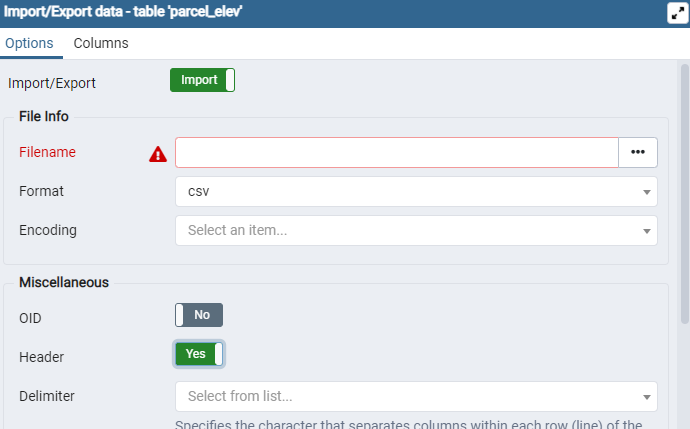 Import/Export data - table 'parcel_elev'
Options Columns
Import/Export Import
File Info
Filename •••
Format csv
Encoding Select an item...
Miscellaneous
OID No
Header Yes
Delimiter Select from list...
Specifies the character that separates columns within each row (line) of the